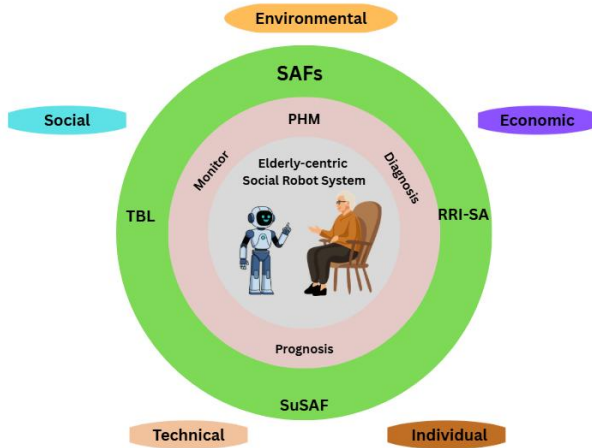 Environmental
SAFs
Social
PHM
Economic
Monitor
Elderly-centric
Social Robot System
Diagnosis
TBL
RRI-SA
Prognosis
SuSAF
Technical
Individual